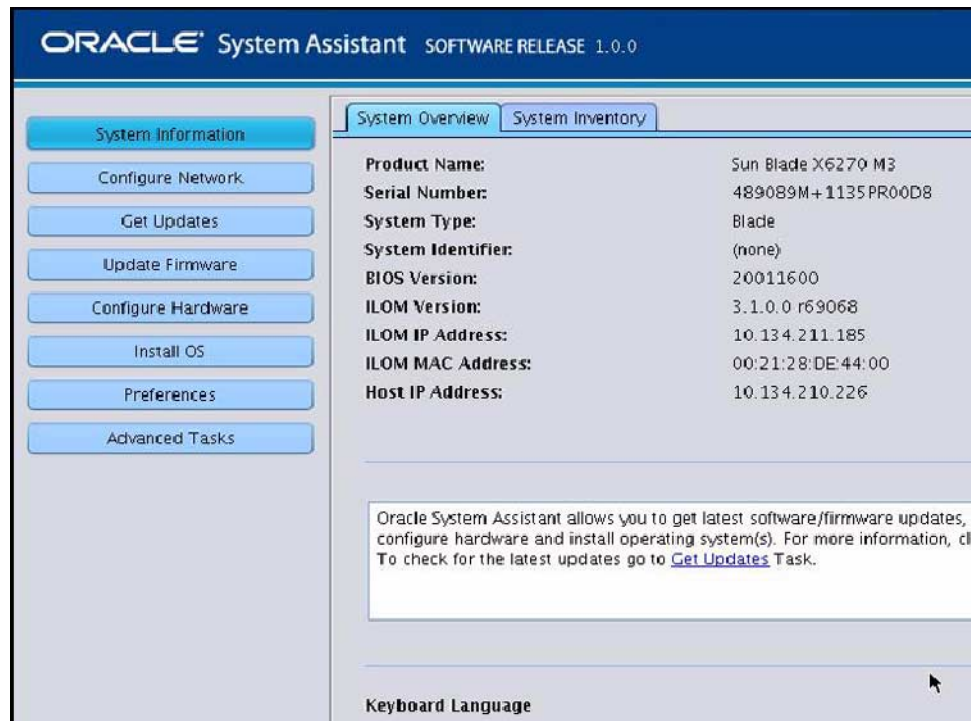 ORACLE System Assistant SOFTWARE RELEASE 1.0.0
System Information
Configure Network
Get Updates
Update Firmware
Configure Hardware
Install OS
Preferences
Advanced Tasks
System Overview
System Inventory
Product Name: Sun Blade X6270 M3
Serial Number: 489089M+1135PR00D8
System Type: Blade
System Identifier: (none)
BIOS Version: 20011600
ILOM Version: 3.1.0.0 r69068
ILOM IP Address: 10.134.211.185
ILOM MAC Address: 00:21:28:DE:44:00
Host IP Address: 10.134.210.226
Oracle System Assistant allows you to get latest software/firmware updates,
configure hardware and install operating system(s). For more information, cl
To check for the latest updates go to Get Updates Task.
Keyboard Language